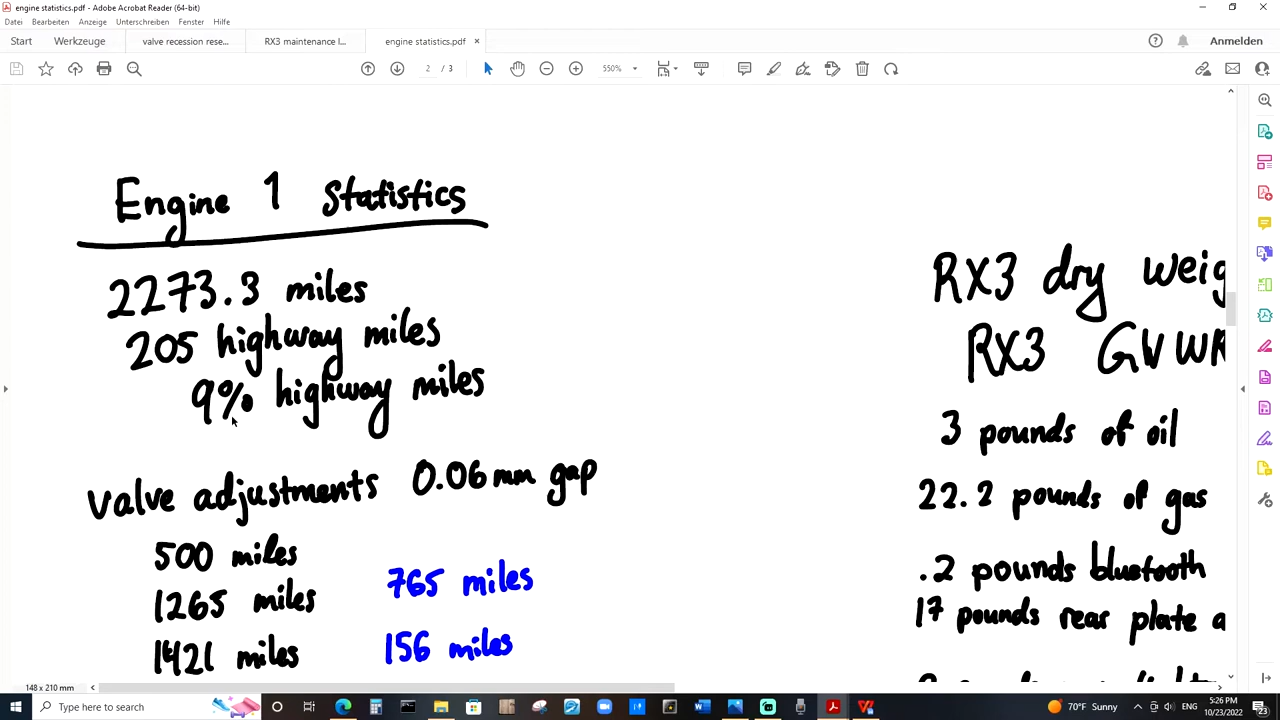 engine statistics.pdf - Adobe Acrobat Reader (64-bit)
Datei Bearbeiten Anzeige Unterschreiben Fenster Hilfe
Start Werkzeuge valve recession rese... RX3 maintenance l... engine statistics.pdf × Anmelden
2 / 3 550%
Engine 1 Statistics
2273.3 miles
205 highway miles
9% highway miles
valve adjustments 0.06mm gap
500 miles
1265 miles 765 miles
1421 miles 156 miles
RX3 dry weig
RX3 GVWR
3 pounds of oil
22.2 pounds of gas
.2 pounds bluetooth
17 pounds rear plate a
148 x 210 mm
Type here to search
70°F Sunny
5:26 PM
10/23/2022